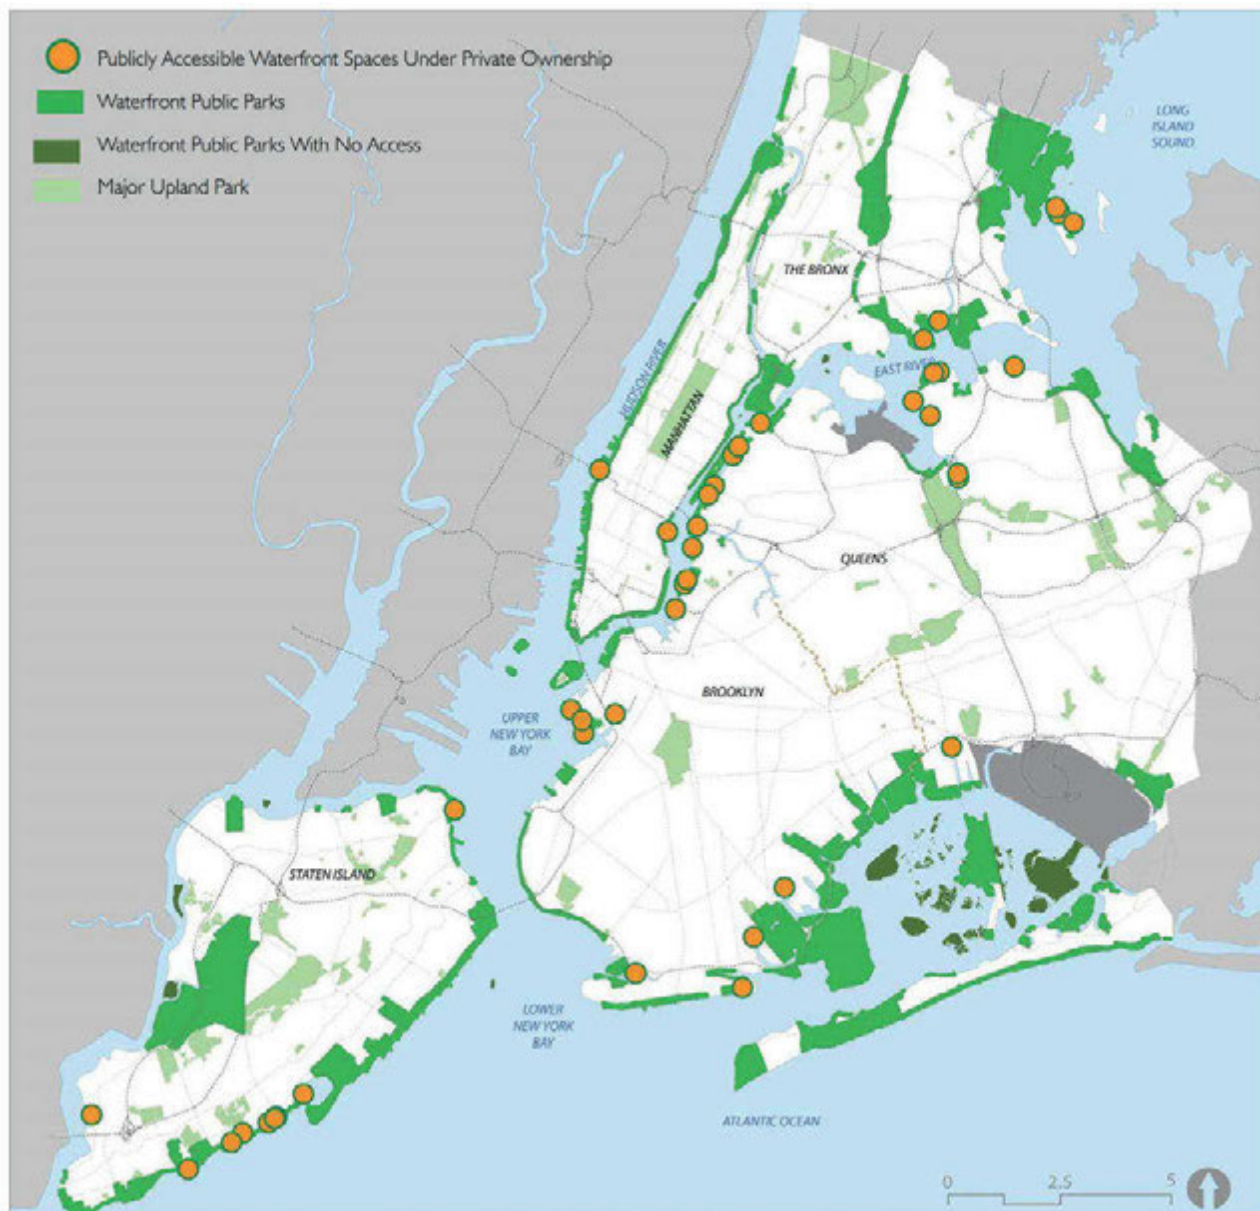 Publicly Accessible Waterfront Spaces Under Private Ownership
Waterfront Public Parks
Waterfront Public Parks With No Access
Major Upland Park
LONG
ISLAND
SOUND
THE BRONX
HUDSON RIVER
EAST RIVER
MANHATTAN
QUEENS
BROOKLYN
UPPER
NEW YORK
BAY
STATEN ISLAND
LOWER
NEW YORK
BAY
ATLANTIC OCEAN
0 2.5 5